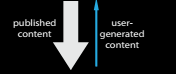 published
content
user-
generated
content